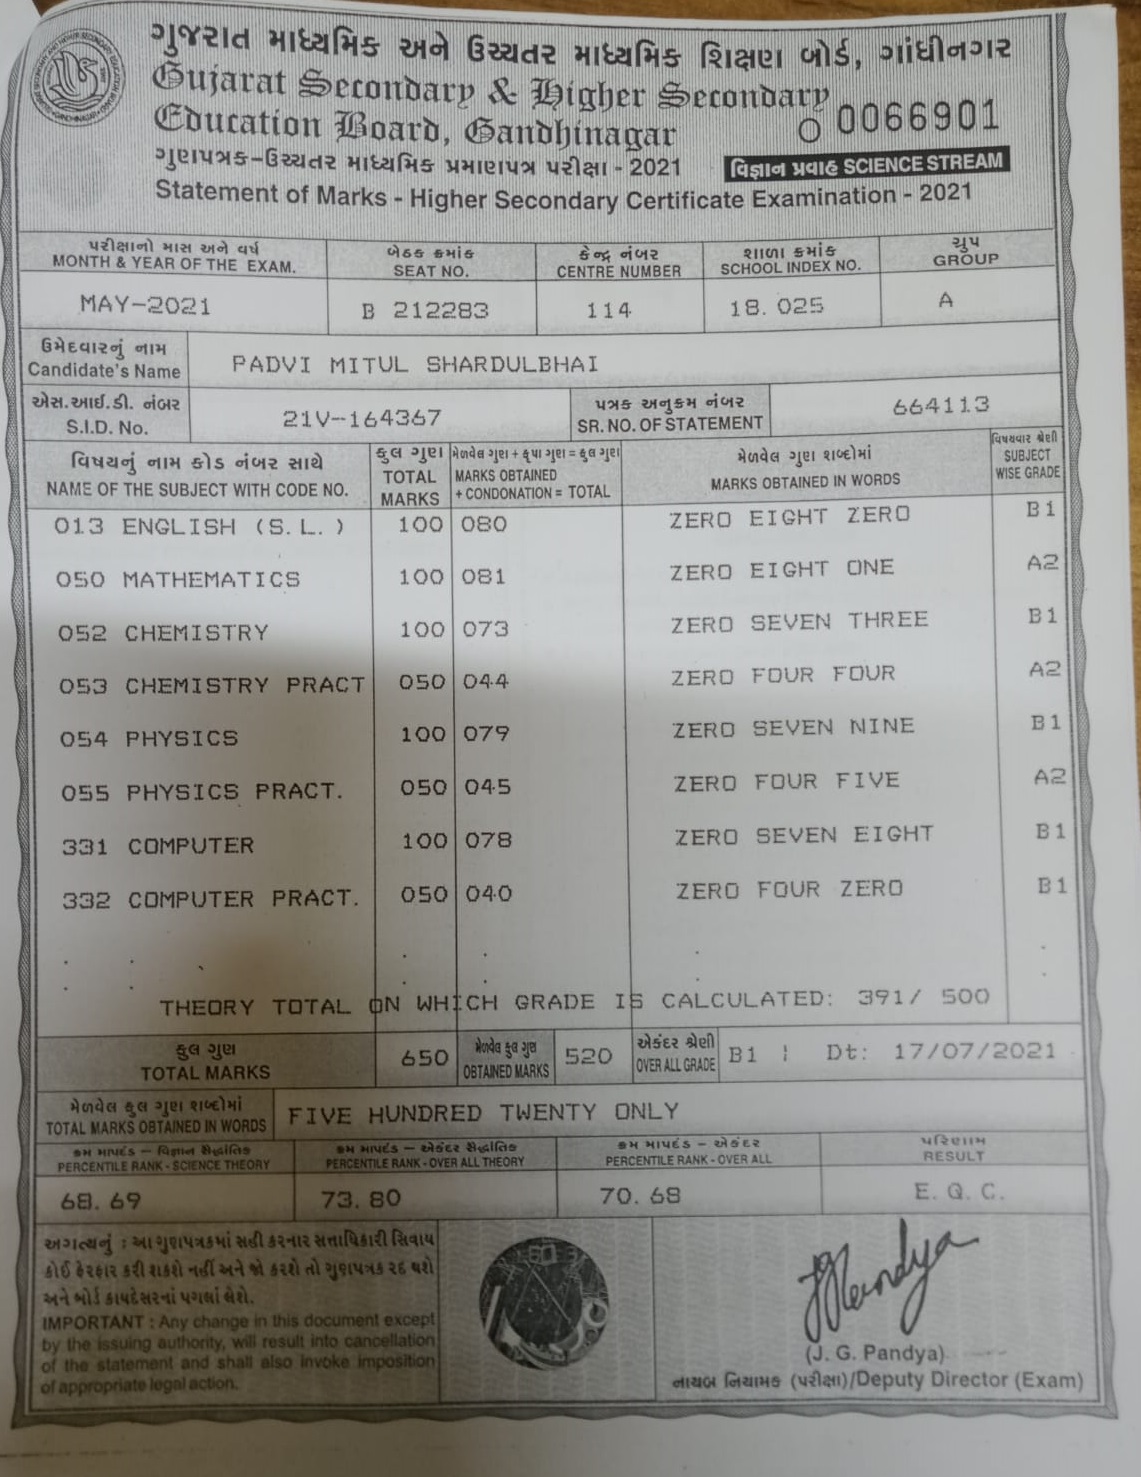 ગુજરાત માધ્યમિક અને ઉચ્ચતર માધ્યમિક શિક્ષણ બોર્ડ, ગાંધીનગર
Gujarat Secondary & Higher Secondary
Education Board, Gandhinagar
O 0066901
ગુણપત્રક-ઉચ્ચતર માધ્યમિક પ્રમાણપત્ર પરીક્ષા - 2021
વિજ્ઞાન પ્રવાહ SCIENCE STREAM
Statement of Marks - Higher Secondary Certificate Examination - 2021
પરીક્ષાનો માસ અને વર્ષ બેઠક ક્રમાંક કેન્દ્ર નંબર શાળા ક્રમાંક ગ્રુપ
MONTH & YEAR OF THE EXAM. SEAT NO. CENTRE NUMBER SCHOOL INDEX NO. GROUP
MAY-2021 B 212283 114 18. 025 A
ઉમેદવારનું નામ
Candidate's Name PADVI MITUL SHARDULBHAI
એસ.આઈ.ડી. નંબર પત્રક અનુક્રમ નંબર
S.I.D. No. 21V-164367 SR. NO. OF STATEMENT 664113
વિષયનું નામ કોડ નંબર સાથે કુલ ગુણ મેળવેલ ગુણ + કૃપા ગુણ = કુલ ગુણ મેળવેલ ગુણ શબ્દોમાં વિષયવાર શ્રેણી
NAME OF THE SUBJECT WITH CODE NO. TOTAL MARKS MARKS OBTAINED + CONDONATION = TOTAL MARKS OBTAINED IN WORDS SUBJECT WISE GRADE
013 ENGLISH (S.L.) 100 080 ZERO EIGHT ZERO B1
050 MATHEMATICS 100 081 ZERO EIGHT ONE A2
052 CHEMISTRY 100 073 ZERO SEVEN THREE B1
053 CHEMISTRY PRACT 050 044 ZERO FOUR FOUR A2
054 PHYSICS 100 079 ZERO SEVEN NINE B1
055 PHYSICS PRACT. 050 045 ZERO FOUR FIVE A2
331 COMPUTER 100 078 ZERO SEVEN EIGHT B1
332 COMPUTER PRACT. 050 040 ZERO FOUR ZERO B1
THEORY TOTAL ON WHICH GRADE IS CALCULATED: 391/ 500
કુલ ગુણ મેળવેલ કુલ ગુણ એકંદર શ્રેણી
TOTAL MARKS 650 OBTAINED MARKS 520 OVER ALL GRADE B1 | Dt: 17/07/2021
મેળવેલ કુલ ગુણ શબ્દોમાં
TOTAL MARKS OBTAINED IN WORDS FIVE HUNDRED TWENTY ONLY
ક્રમ માપદંડ – વિજ્ઞાન સૈદ્ધાંતિક ક્રમ માપદંડ – એકંદર સૈદ્ધાંતિક ક્રમ માપદંડ - એકંદર પરિણામ
PERCENTILE RANK - SCIENCE THEORY PERCENTILE RANK - OVER ALL THEORY PERCENTILE RANK - OVER ALL RESULT
68. 69 73. 80 70. 68 E. Q. C.
અગત્યનું : આ ગુણપત્રકમાં સહી કરનાર સત્તાધિકારી સિવાય
કોઈ ફેરફાર કરી શકશે નહીં અને જો કરશે તો ગુણપત્રક રદ થશે
અને બોર્ડ કાયદેસરનાં પગલાં લેશે.
IMPORTANT : Any change in this document except
by the issuing authority, will result into cancellation
of the statement and shall also invoke imposition
of appropriate legal action.
JGPandya
(J. G. Pandya)
નાયબ નિયામક (પરીક્ષા)/Deputy Director (Exam)